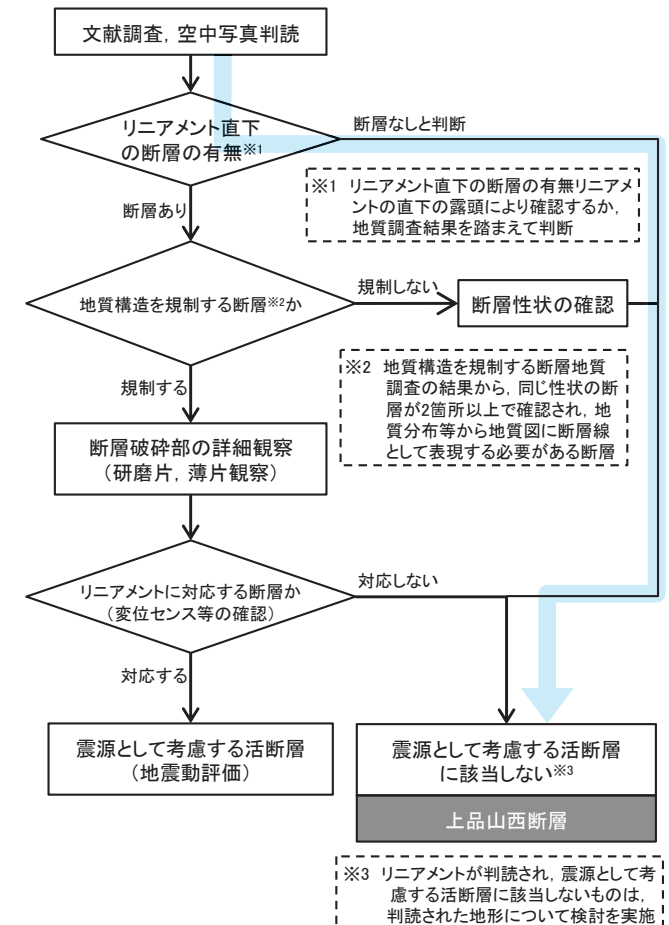 文献調査，空中写真判読
リニアメント直下
の断層の有無※1
断層なしと判断
※1 リニアメント直下の断層の有無リニアメ
ントの直下の露頭により確認するか，
地質調査結果を踏まえて判断
断層あり
地質構造を規制する断層※2か
規制しない
断層性状の確認
※2 地質構造を規制する断層地質
調査の結果から，同じ性状の断
層が2箇所以上で確認され，地
質分布等から地質図に断層線
として表現する必要がある断層
規制する
断層破砕部の詳細観察
（研磨片，薄片観察）
リニアメントに対応する断層か
（変位センス等の確認）
対応しない
対応する
震源として考慮する活断層
（地震動評価）
震源として考慮する活断層
に該当しない※3
上品山西断層
※3 リニアメントが判読され，震源として考
慮する活断層に該当しないものは，
判読された地形について検討を実施